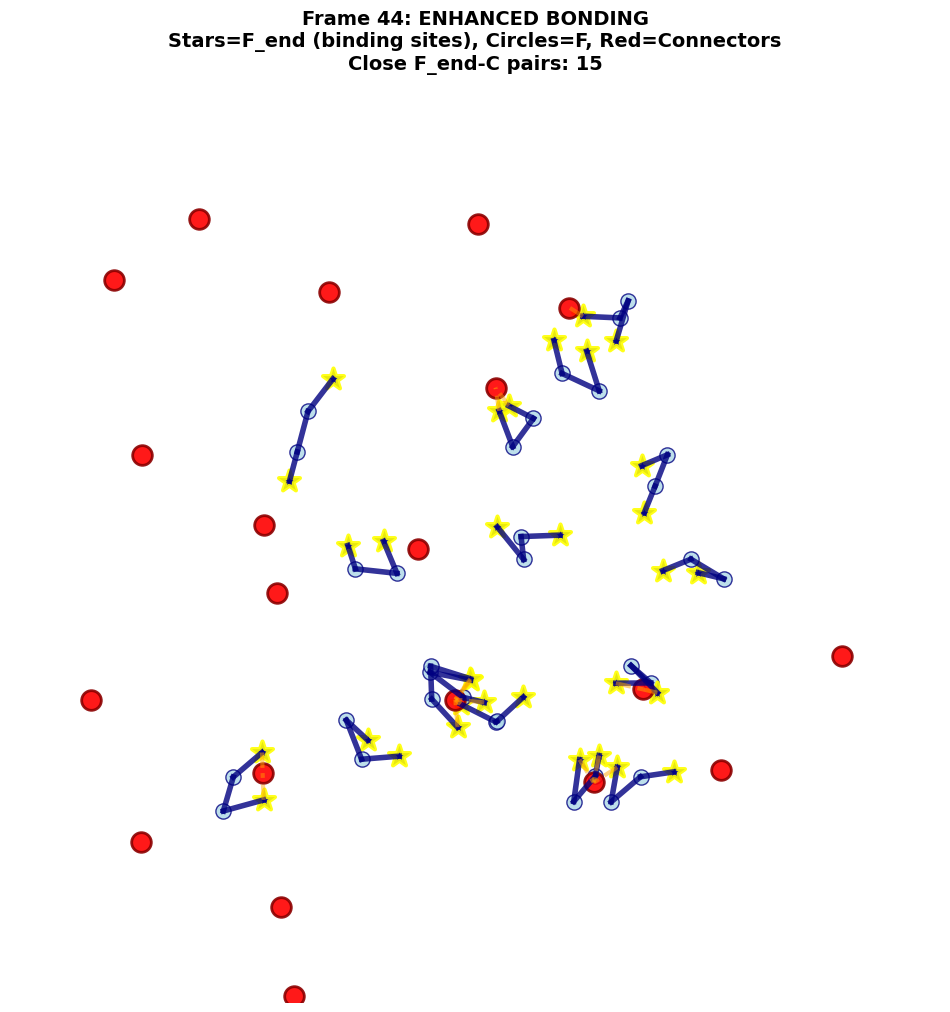 Frame 44: ENHANCED BONDING
Stars=F_end (binding sites), Circles=F, Red=Connectors
Close F_end-C pairs: 15